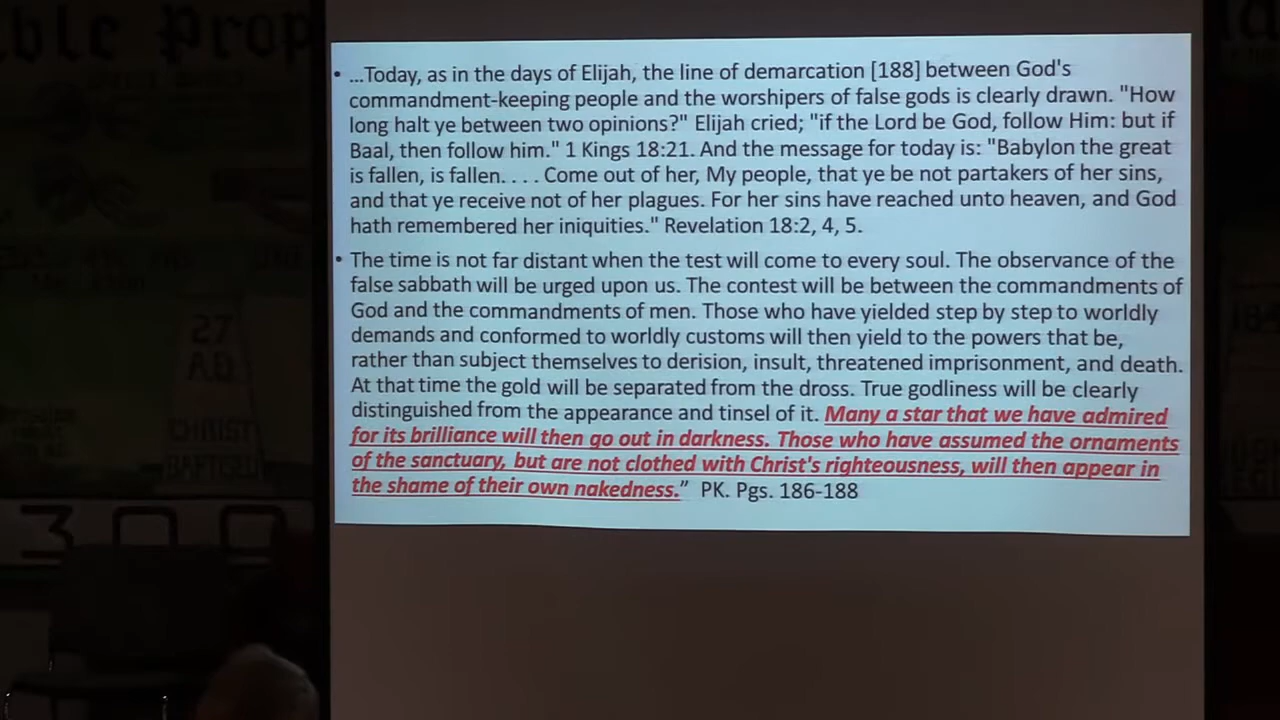 ble Prop
• ...Today, as in the days of Elijah, the line of demarcation [188] between God's
commandment-keeping people and the worshipers of false gods is clearly drawn. "How
long halt ye between two opinions?" Elijah cried; "if the Lord be God, follow Him: but if
Baal, then follow him." 1 Kings 18:21. And the message for today is: "Babylon the great
is fallen, is fallen. . . . Come out of her, My people, that ye be not partakers of her sins,
and that ye receive not of her plagues. For her sins have reached unto heaven, and God
hath remembered her iniquities." Revelation 18:2, 4, 5.
• The time is not far distant when the test will come to every soul. The observance of the
false sabbath will be urged upon us. The contest will be between the commandments of
God and the commandments of men. Those who have yielded step by step to worldly
demands and conformed to worldly customs will then yield to the powers that be,
rather than subject themselves to derision, insult, threatened imprisonment, and death.
At that time the gold will be separated from the dross. True godliness will be clearly
distinguished from the appearance and tinsel of it. Many a star that we have admired
for its brilliance will then go out in darkness. Those who have assumed the ornaments
of the sanctuary, but are not clothed with Christ's righteousness, will then appear in
the shame of their own nakedness.” PK. Pgs. 186-188
27
A.D.
CHRIST
BAPTISED
300